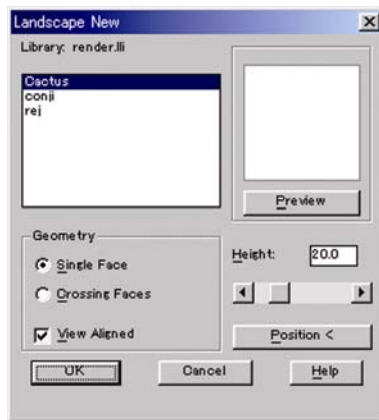 Landscape New
Library: render.lli
Cactus
conji
rej
Preview
Geometry
Single Face
Crossing Faces
View Aligned
Height: 20.0
Position <
OK Cancel Help